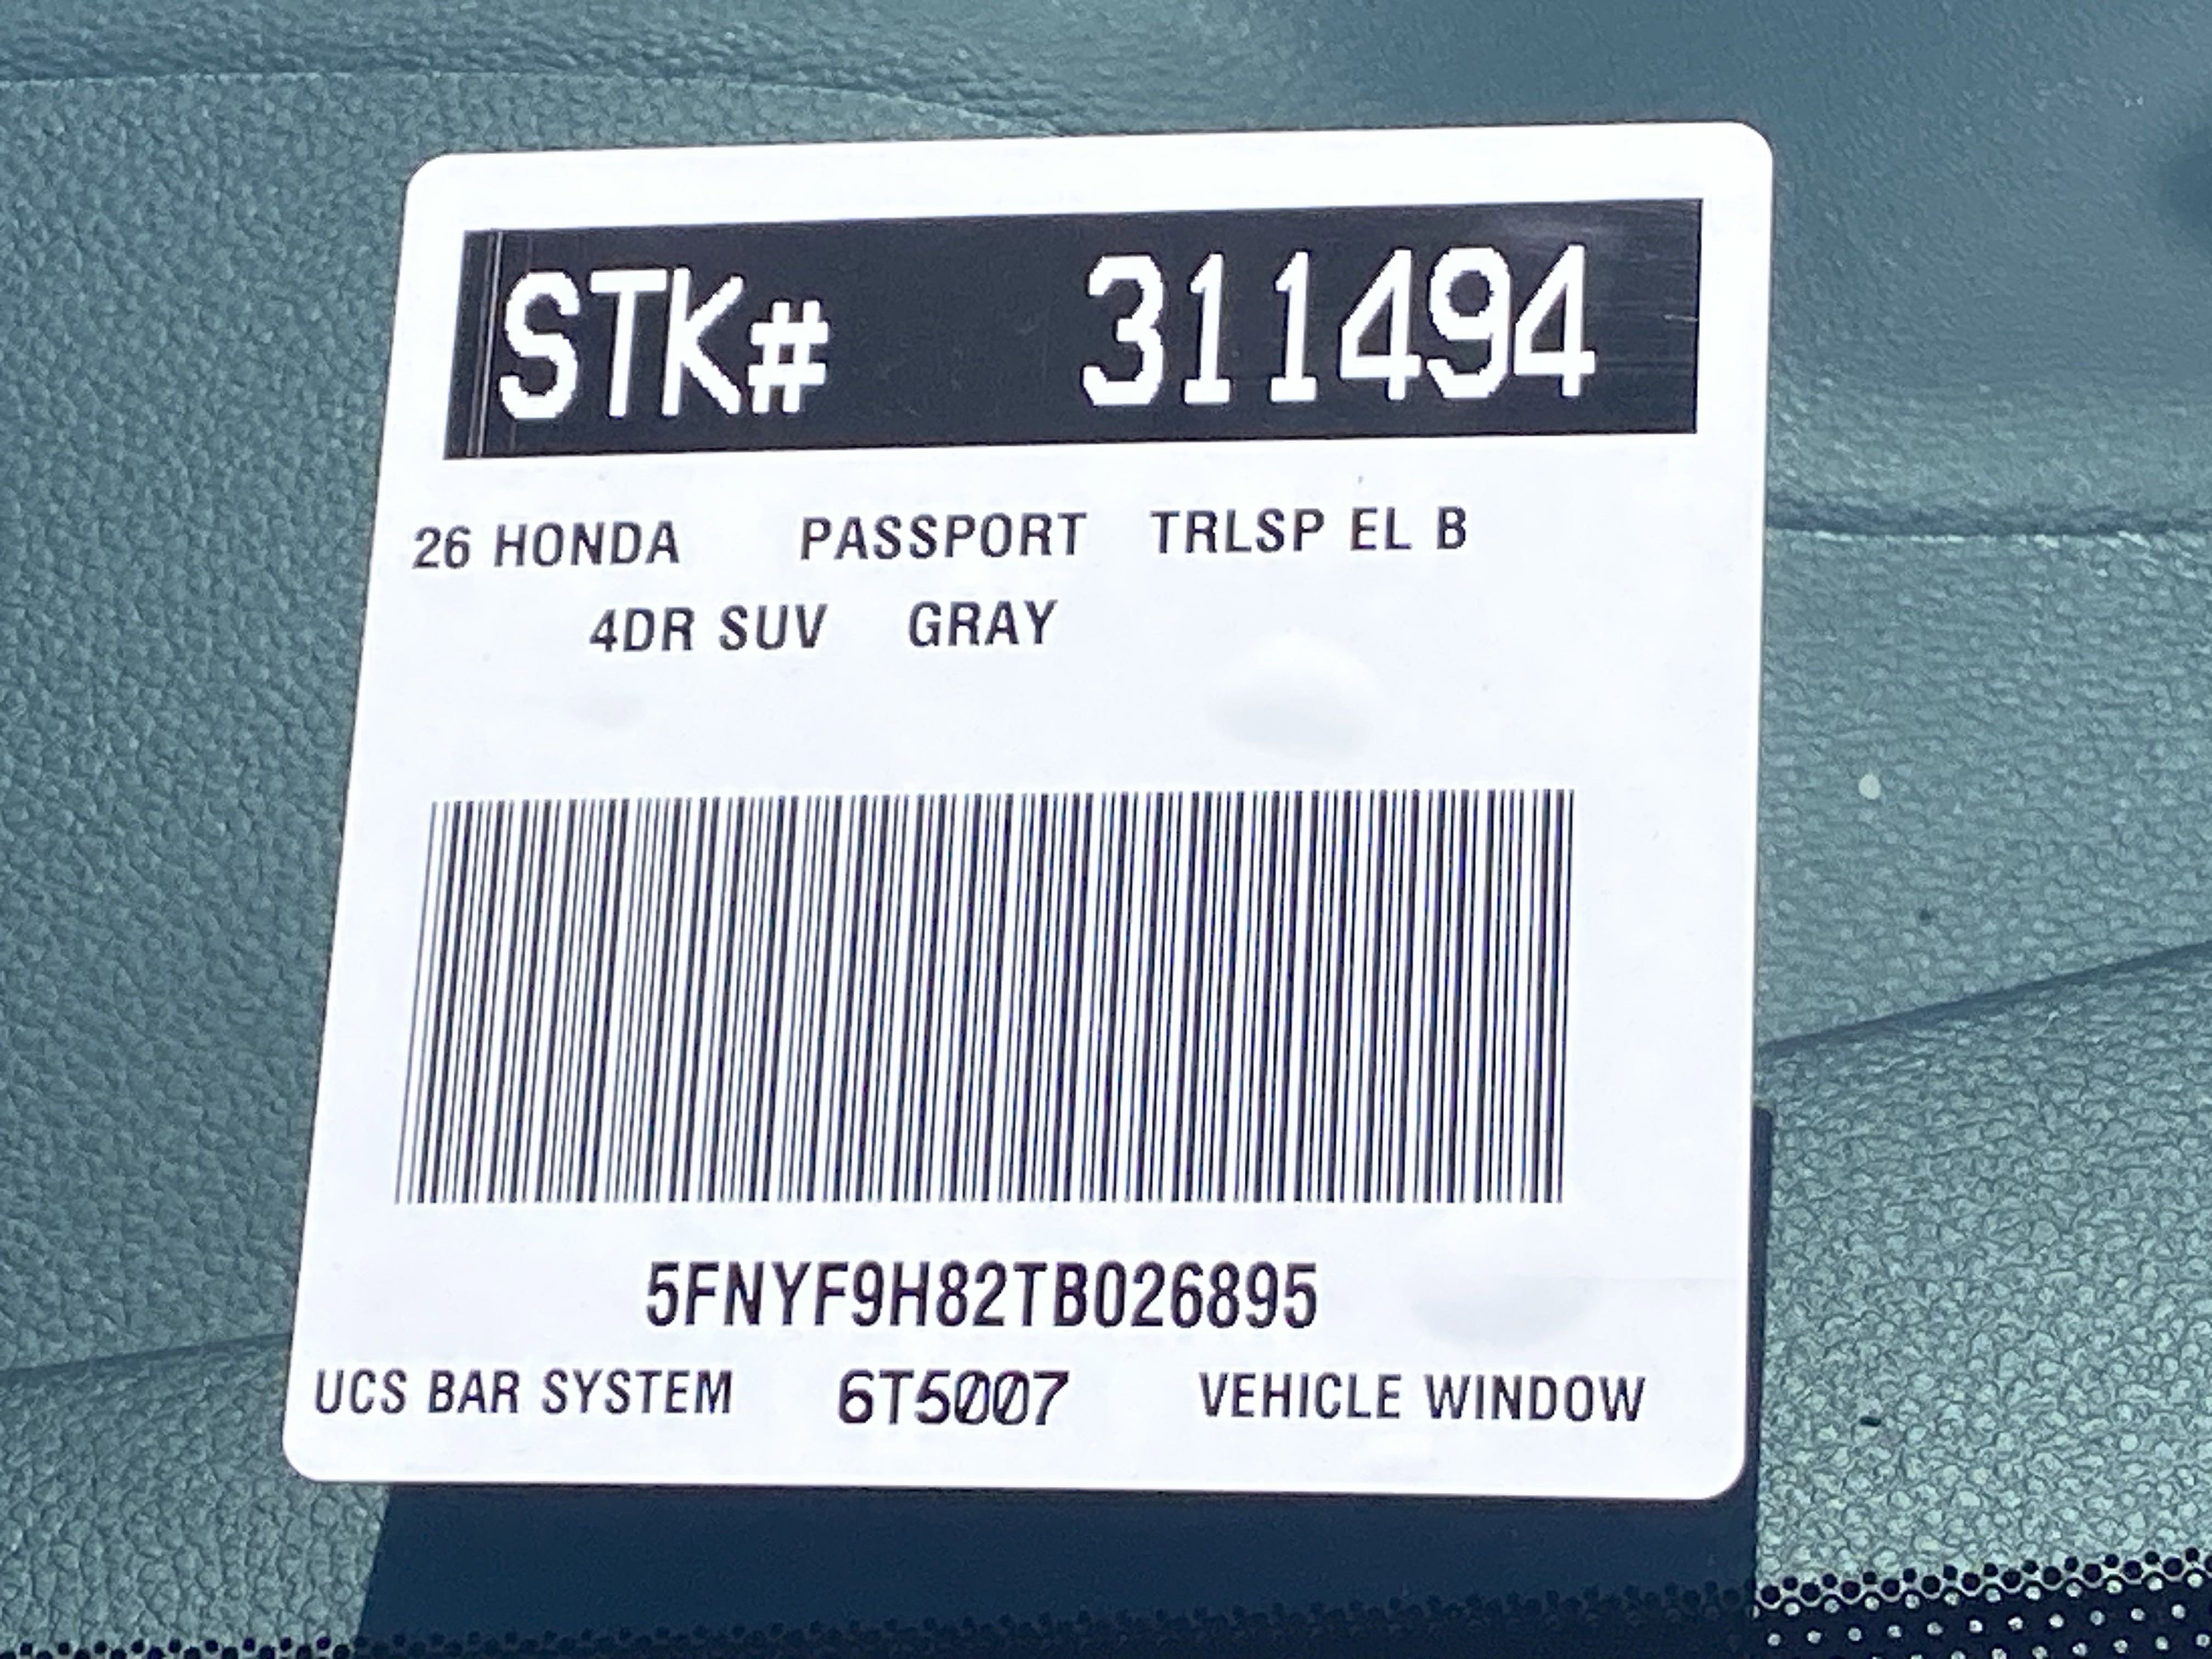 STK# 311494
26 HONDA PASSPORT TRLSP EL B
4DR SUV GRAY
5FNYF9H82TB026895
UCS BAR SYSTEM 6T5007 VEHICLE WINDOW